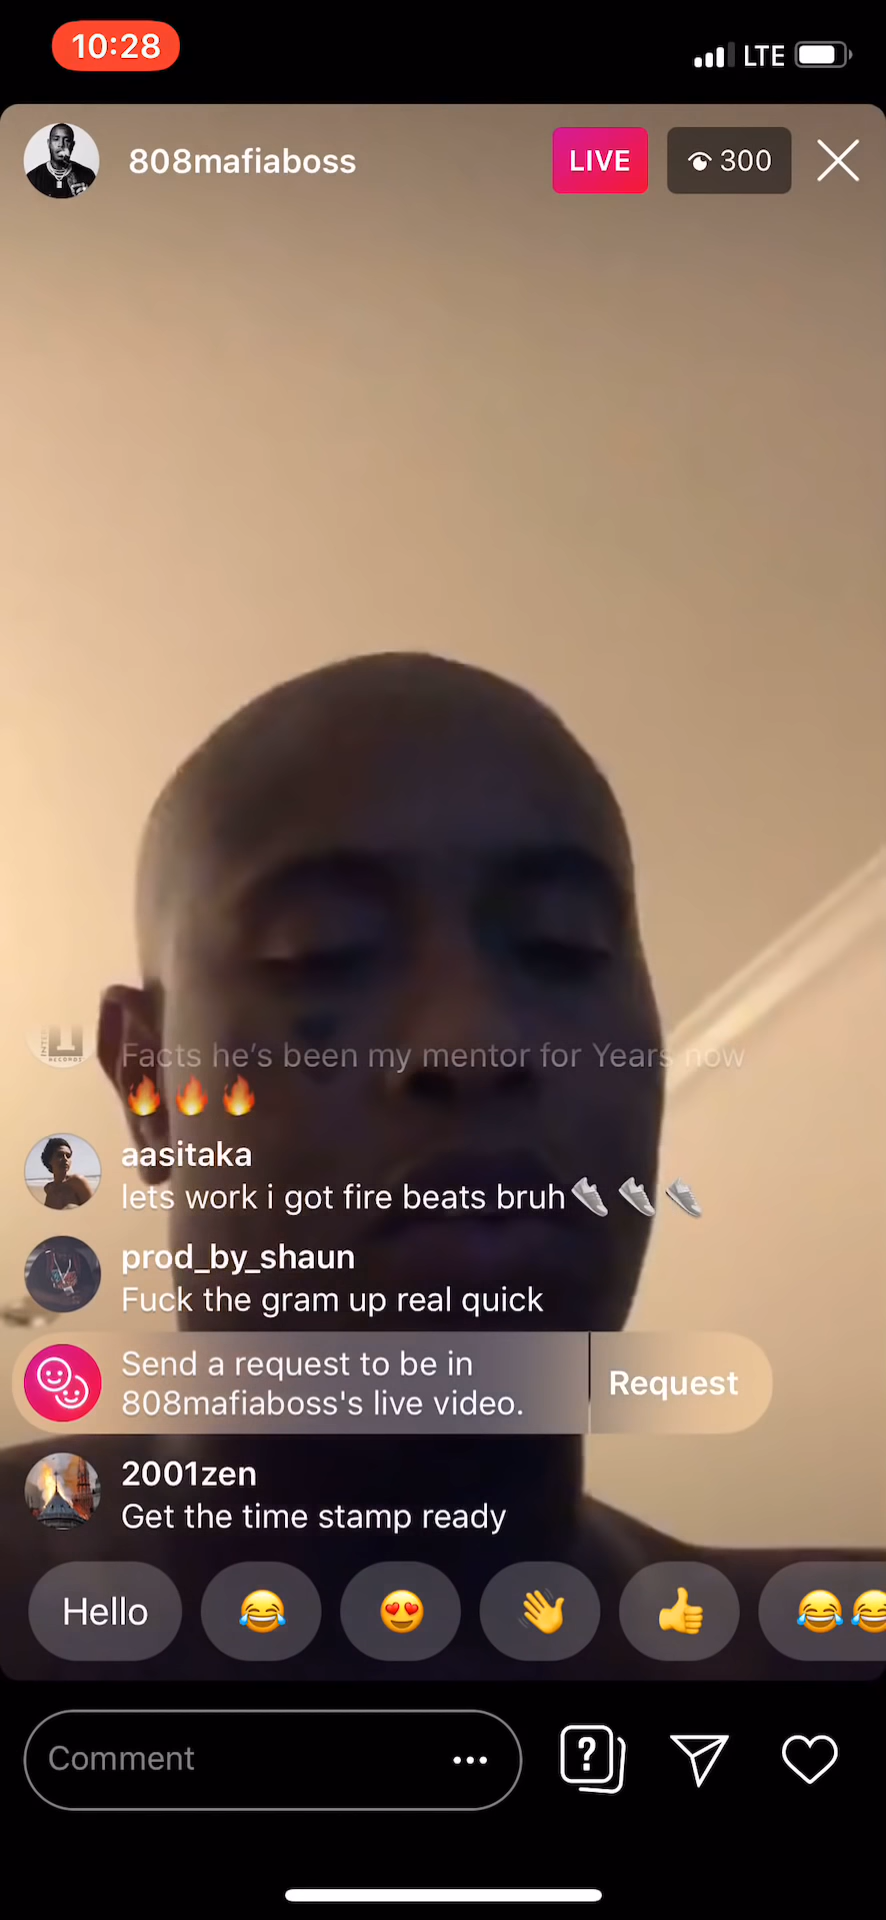 10:28
LTE
808mafiaboss
LIVE
300
Facts he's been my mentor for Years now
🔥 🔥 🔥
aasitaka
lets work i got fire beats bruh👟 👟 👟
prod_by_shaun
Fuck the gram up real quick
Send a request to be in
808mafiaboss's live video.
Request
2001zen
Get the time stamp ready
Hello
😂
😍
👋
👍
😂😂
Comment
?